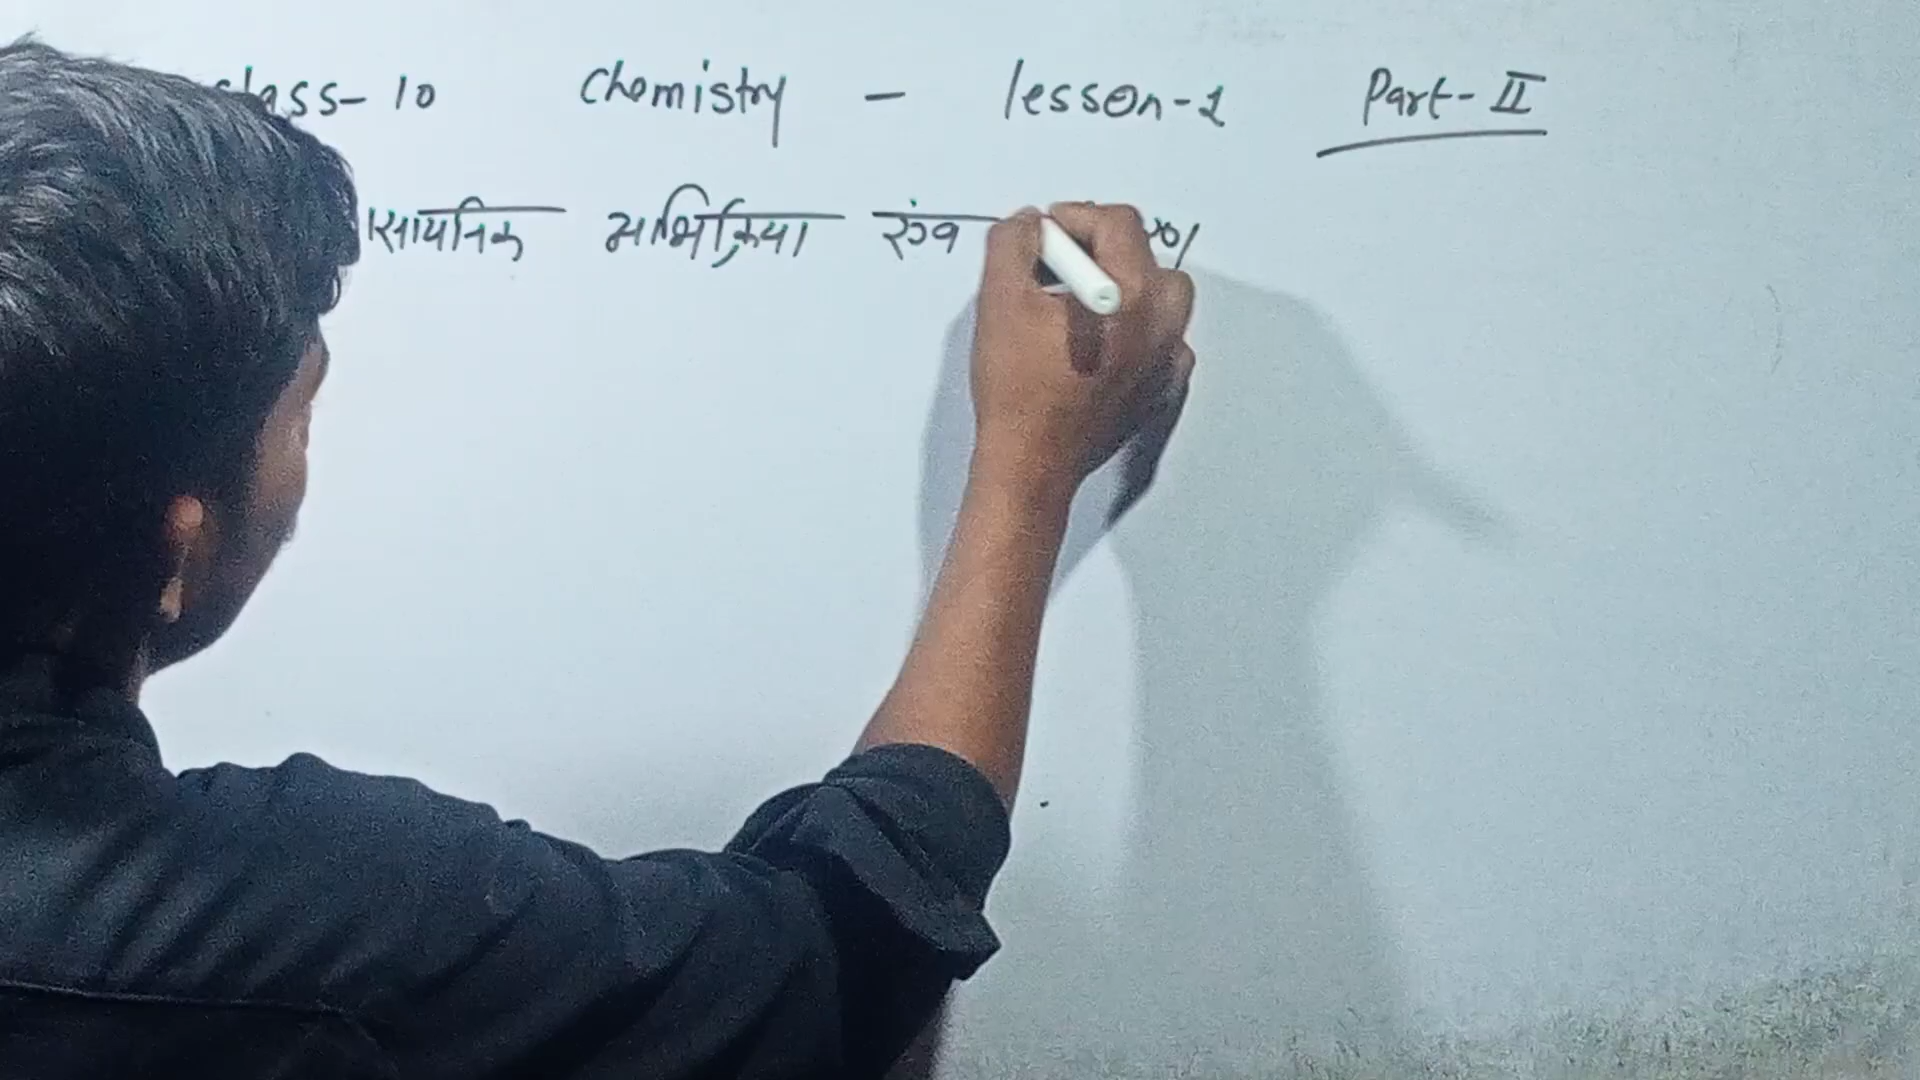 class-10 Chemistry - lesson-1 Part-II
रासायनिक अभिक्रिया एंव